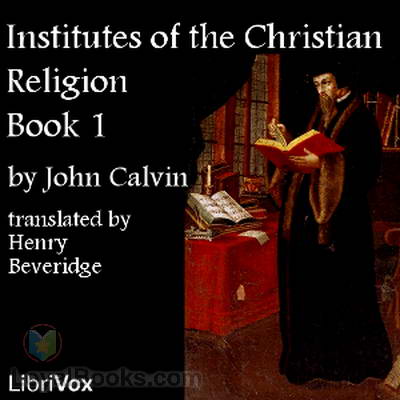 Institutes of the Christian
Religion
Book 1
by John Calvin
translated by
Henry
Beveridge
LoyalBooks.com
LibriVox